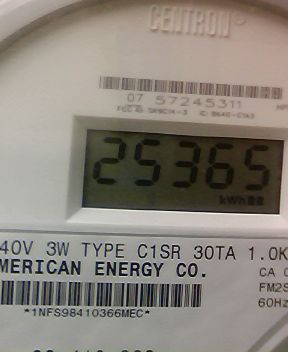 CENTRON®
07 57245311
25365
kWh
40V 3W TYPE C1SR 30TA 1.0K
MERICAN ENERGY CO.
CA
FM2S
60Hz
*1NFS98410366MEC*